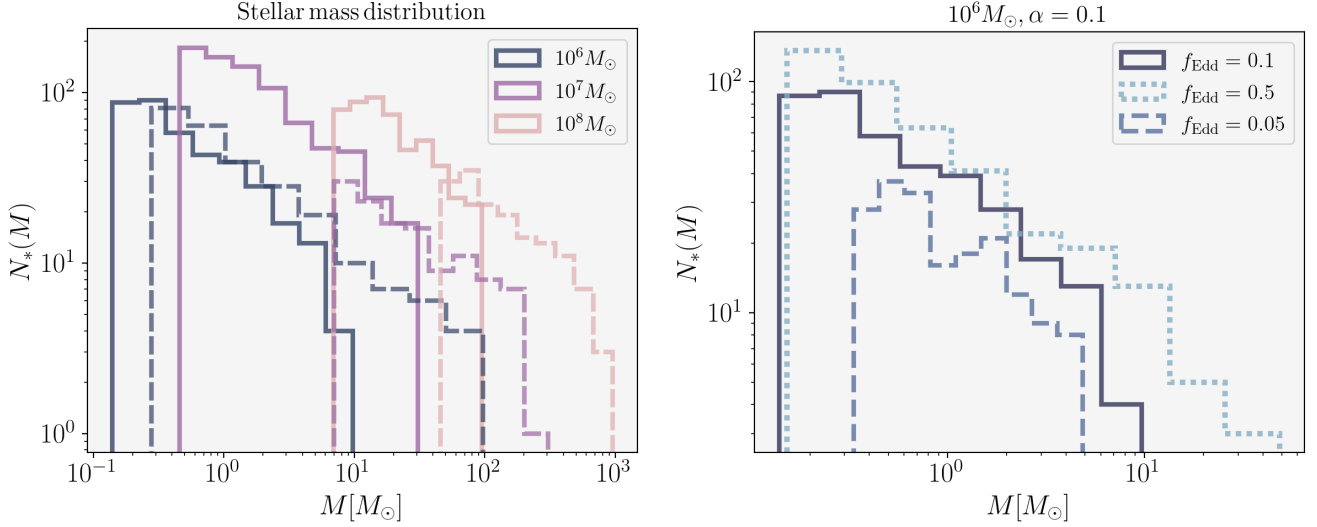 Stellar mass distribution
N_*(M)
10^2
10^1
10^0
10^6 M_⊙
10^7 M_⊙
10^8 M_⊙
10^{-1} 10^0 10^1 10^2 10^3
M[M_⊙]
10^6 M_⊙, α = 0.1
N_*(M)
10^2
10^1
f_Edd = 0.1
f_Edd = 0.5
f_Edd = 0.05
10^0 10^1
M[M_⊙]